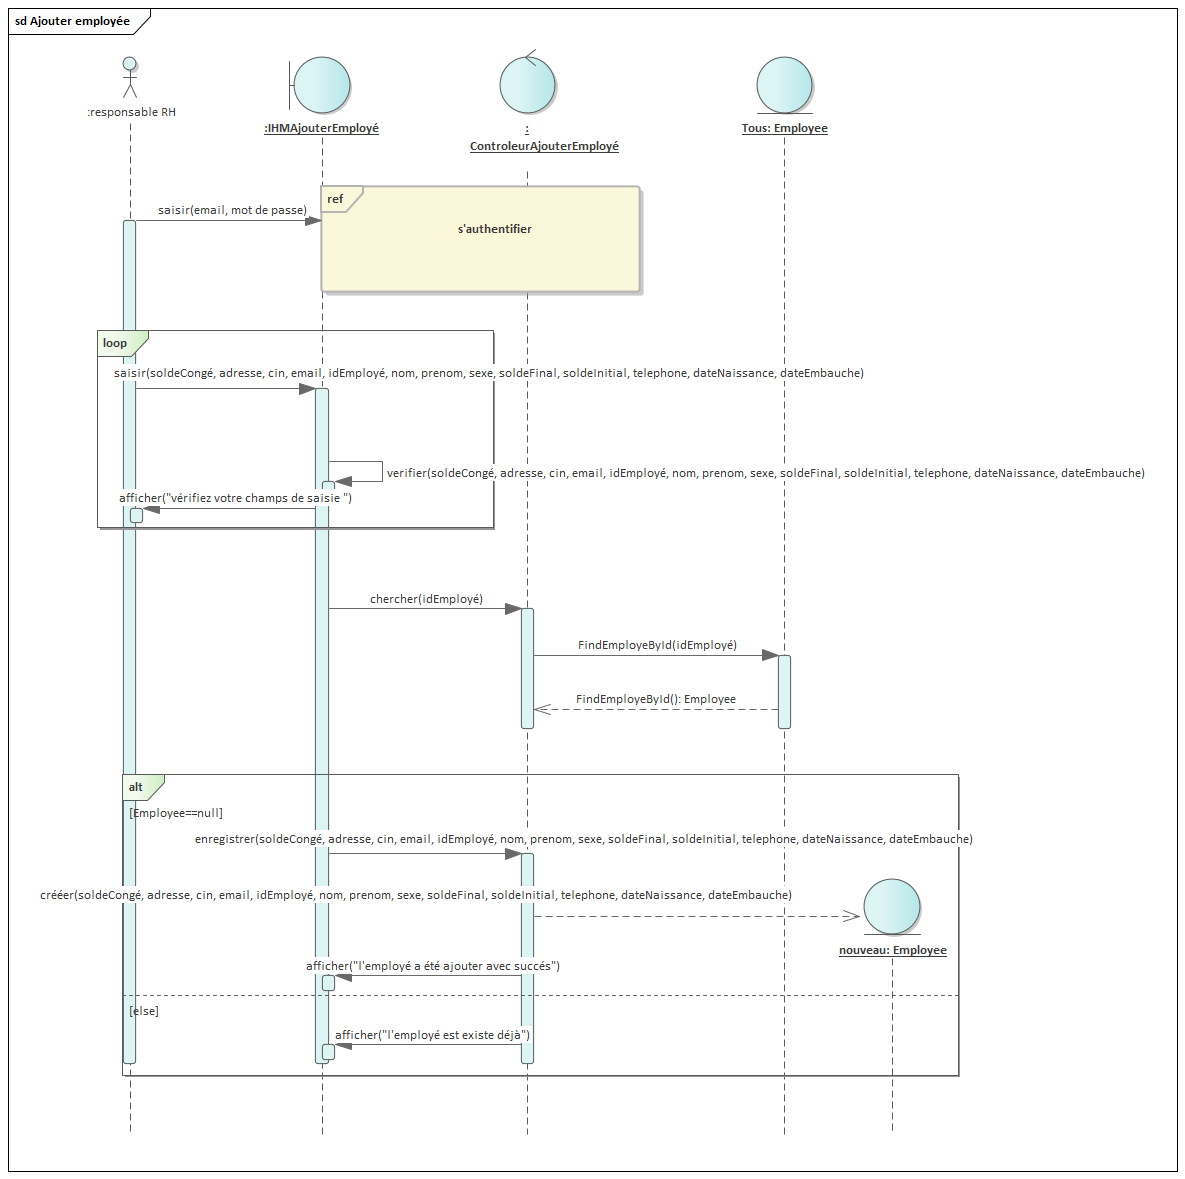 sd Ajouter employée
:responsable RH
:IHMAjouterEmployé
:
ControleurAjouterEmployé
Tous: Employee
ref
s'authentifier
saisir(email, mot de passe)
loop
saisir(soldeCongé, adresse, cin, email, idEmployé, nom, prenom, sexe, soldeFinal, soldeInitial, telephone, dateNaissance, dateEmbauche)
verifier(soldeCongé, adresse, cin, email, idEmployé, nom, prenom, sexe, soldeFinal, soldeInitial, telephone, dateNaissance, dateEmbauche)
afficher("vérifiez votre champs de saisie ")
chercher(idEmployé)
FindEmployeById(idEmployé)
FindEmployeById(): Employee
alt
[Employee==null]
enregistrer(soldeCongé, adresse, cin, email, idEmployé, nom, prenom, sexe, soldeFinal, soldeInitial, telephone, dateNaissance, dateEmbauche)
crééer(soldeCongé, adresse, cin, email, idEmployé, nom, prenom, sexe, soldeFinal, soldeInitial, telephone, dateNaissance, dateEmbauche)
nouveau: Employee
afficher("l'employé a été ajouter avec succés")
[else]
afficher("l'employé est existe déjà")